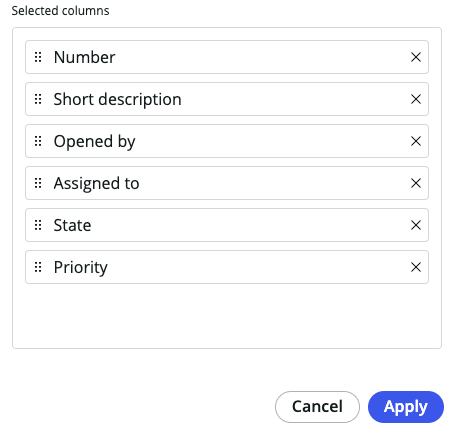 Selected columns
Number
Short description
Opened by
Assigned to
State
Priority
Cancel
Apply